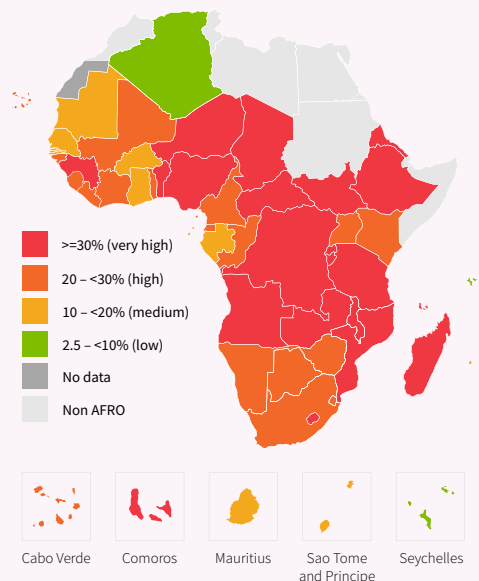 >=30% (very high)
20 – <30% (high)
10 – <20% (medium)
2.5 – <10% (low)
No data
Non AFRO
Cabo Verde
Comoros
Mauritius
Sao Tome
and Principe
Seychelles